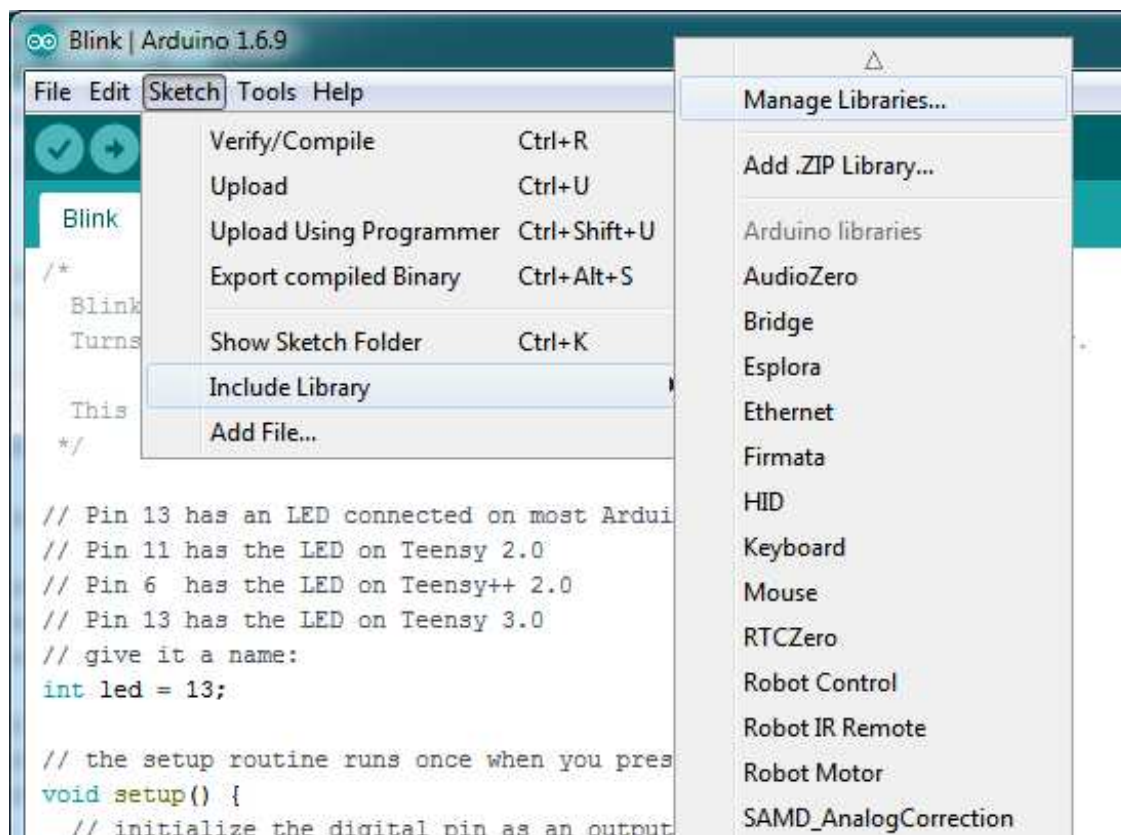 Blink | Arduino 1.6.9
File Edit Sketch Tools Help
Verify/Compile Ctrl+R
Upload Ctrl+U
Upload Using Programmer Ctrl+Shift+U
Export compiled Binary Ctrl+Alt+S
Show Sketch Folder Ctrl+K
Include Library
Add File...
Manage Libraries...
Add .ZIP Library...
Arduino libraries
AudioZero
Bridge
Esplora
Ethernet
Firmata
HID
Keyboard
Mouse
RTCZero
Robot Control
Robot IR Remote
Robot Motor
SAMD_AnalogCorrection
Blink
/*
Blink
Turns
This
*/
// Pin 13 has an LED connected on most Ardui
// Pin 11 has the LED on Teensy 2.0
// Pin 6  has the LED on Teensy++ 2.0
// Pin 13 has the LED on Teensy 3.0
// give it a name:
int led = 13;
// the setup routine runs once when you pres
void setup() {
// initialize the digital pin as an output